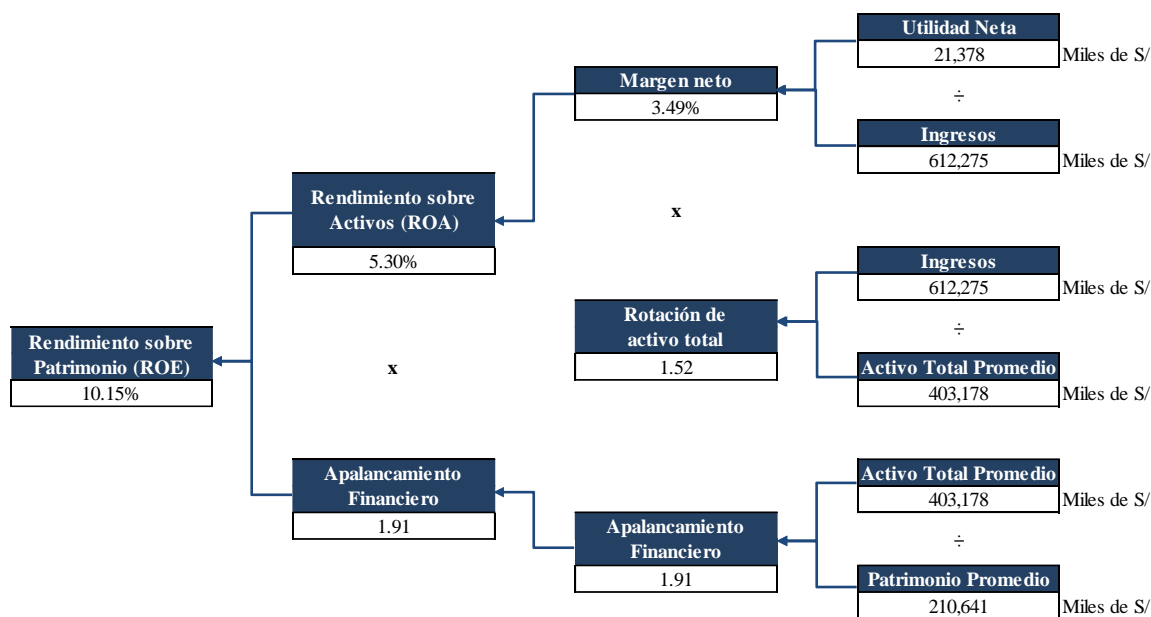 Utilidad Neta
21,378 Miles de S/
Margen neto
3.49%
÷
Ingresos
612,275 Miles de S/
Rendimiento sobre
Activos (ROA)
5.30%
x
Ingresos
612,275 Miles de S/
Rotación de
activo total
1.52
÷
Rendimiento sobre
Patrimonio (ROE)
10.15%
x
Activo Total Promedio
403,178 Miles de S/
Apalancamiento
Financiero
1.91
Activo Total Promedio
403,178 Miles de S/
Apalancamiento
Financiero
1.91
÷
Patrimonio Promedio
210,641 Miles de S/